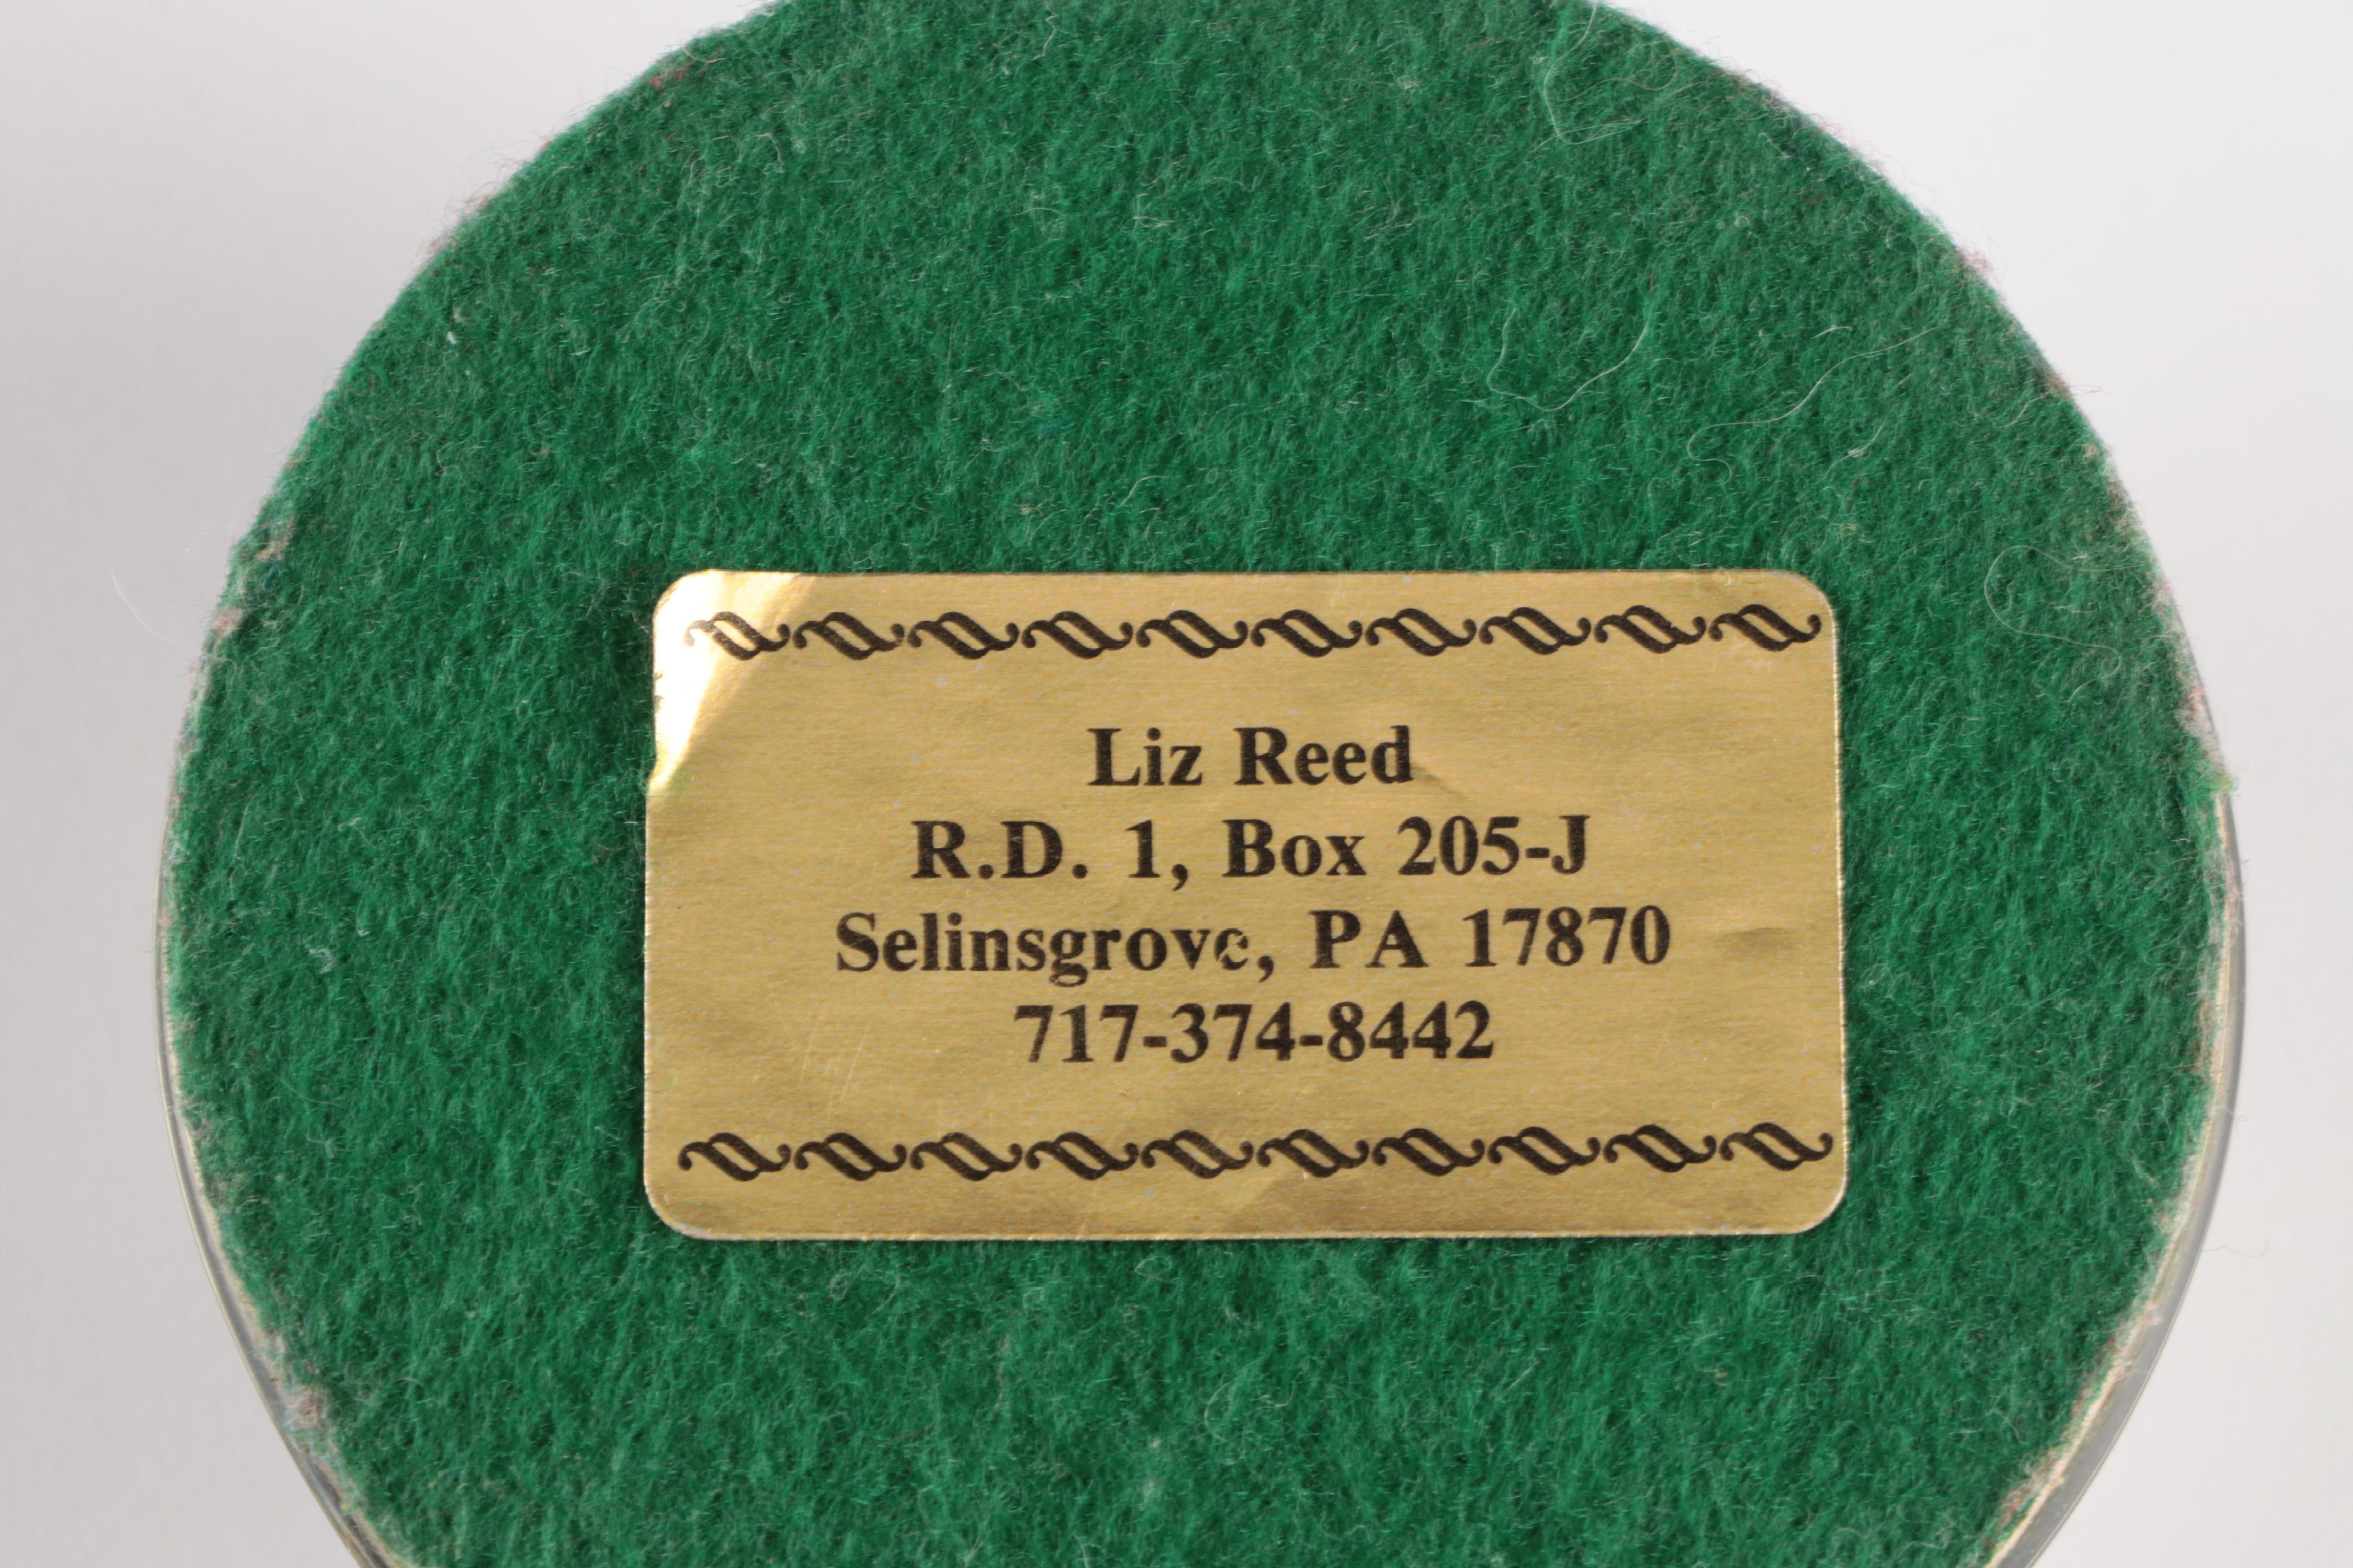 Liz Reed
R.D. 1, Box 205-J
Selinsgrove, PA 17870
717-374-8442